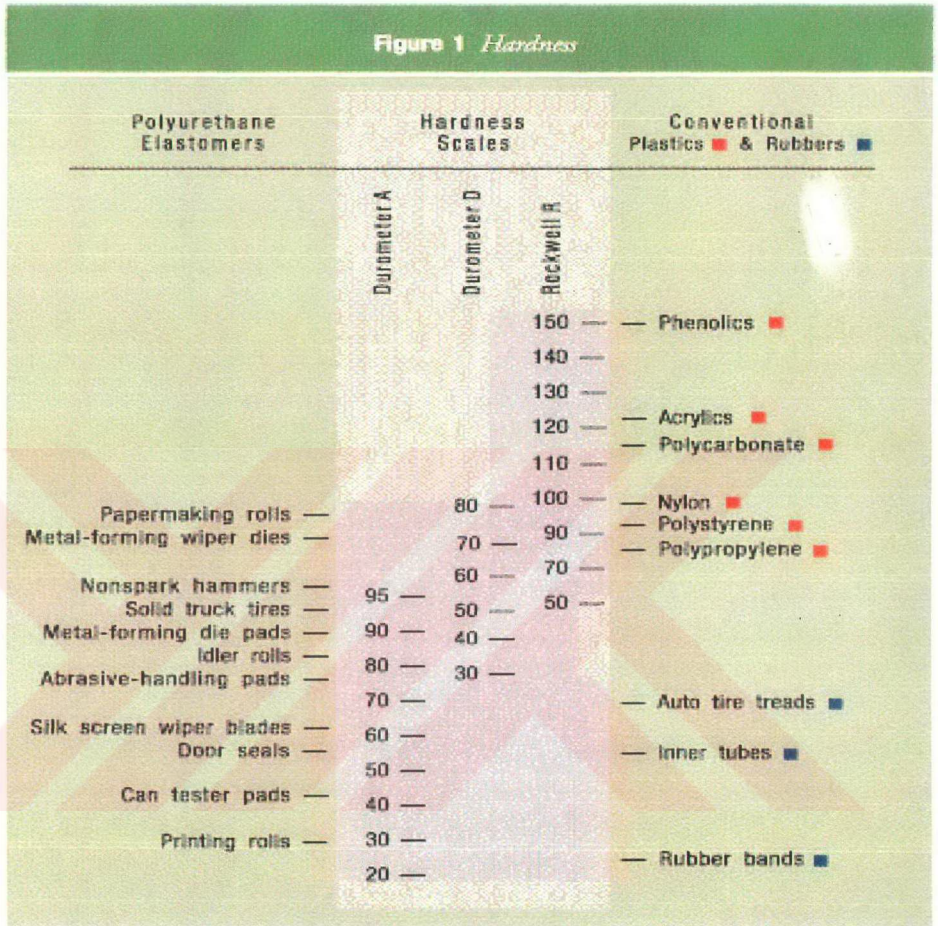 Figure 1 Hardness
Polyurethane
Elastomers
Hardness
Scales
Conventional
Plastics & Rubbers
Durometer A
Durometer D
Rockwell R
150
140
130
120
110
100
90
70
50
80
70
60
50
40
30
95
90
80
70
60
50
40
30
20
Phenolics
Acrylics
Polycarbonate
Nylon
Polystyrene
Polypropylene
Auto tire treads
Inner tubes
Rubber bands
Papermaking rolls
Metal-forming wiper dies
Nonspark hammers
Solid truck tires
Metal-forming die pads
Idler rolls
Abrasive-handling pads
Silk screen wiper blades
Door seals
Can tester pads
Printing rolls